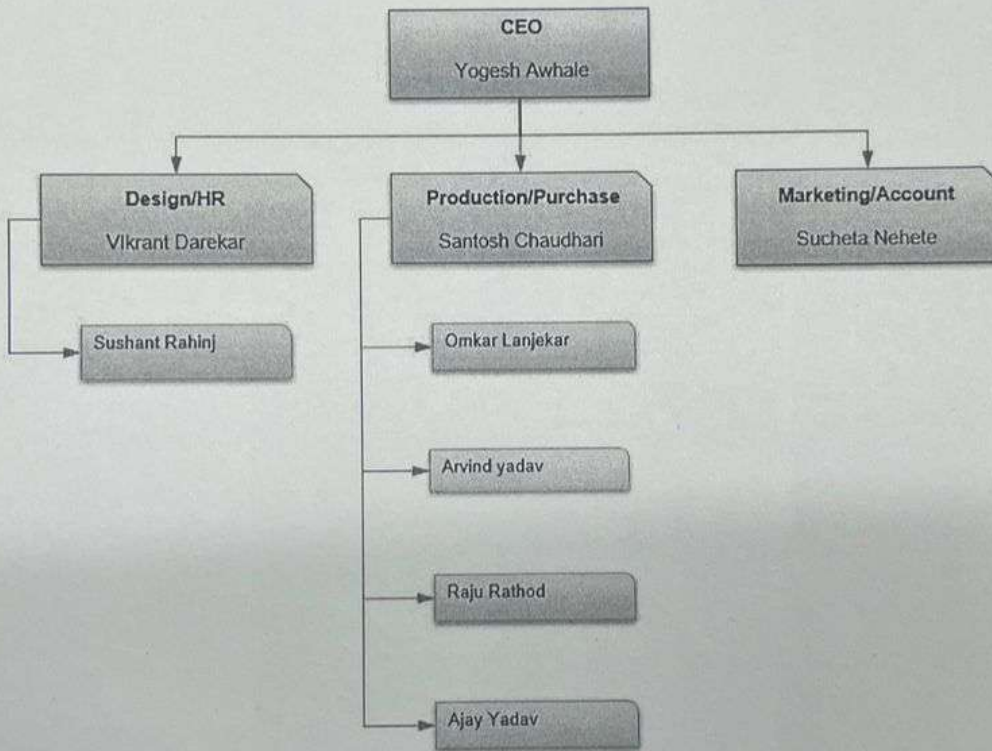 CEO
Yogesh Awhale
Design/HR
VIkrant Darekar
Production/Purchase
Santosh Chaudhari
Marketing/Account
Sucheta Nehete
Sushant Rahinj
Omkar Lanjekar
Arvind yadav
Raju Rathod
Ajay Yadav